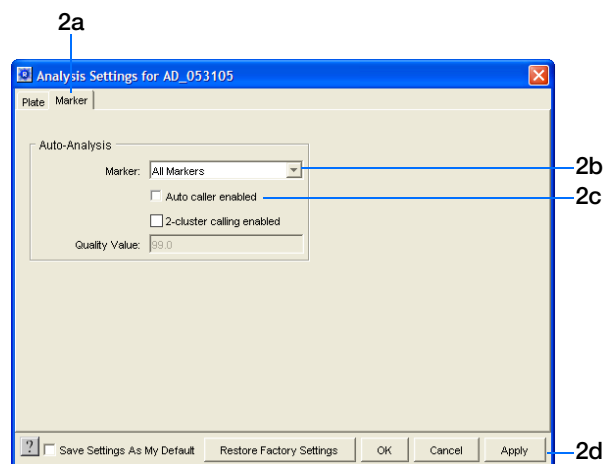 2a
Analysis Settings for AD_053105
Plate Marker
Auto-Analysis
Marker: All Markers
2b
Auto caller enabled
2c
2-cluster calling enabled
Quality Value: 99.0
? Save Settings As My Default Restore Factory Settings OK Cancel Apply
2d